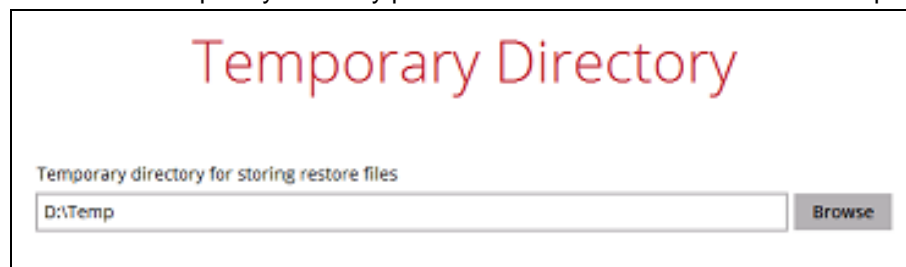 Temporary Directory
Temporary directory for storing restore files
D:\Temp
Browse